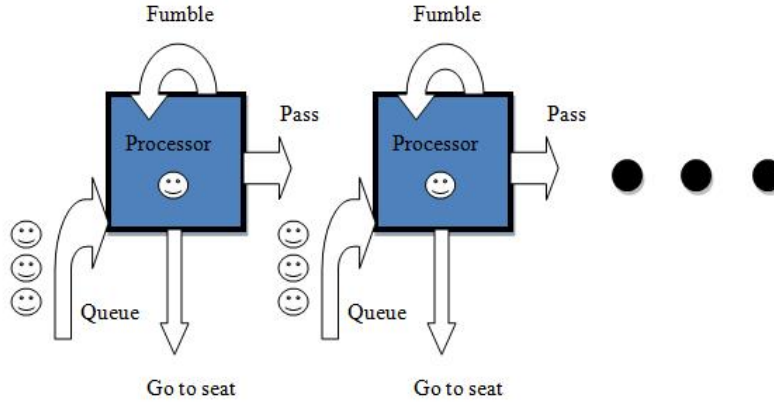 Fumble
Fumble
Pass
Pass
Processor
Processor
Queue
Queue
Go to seat
Go to seat